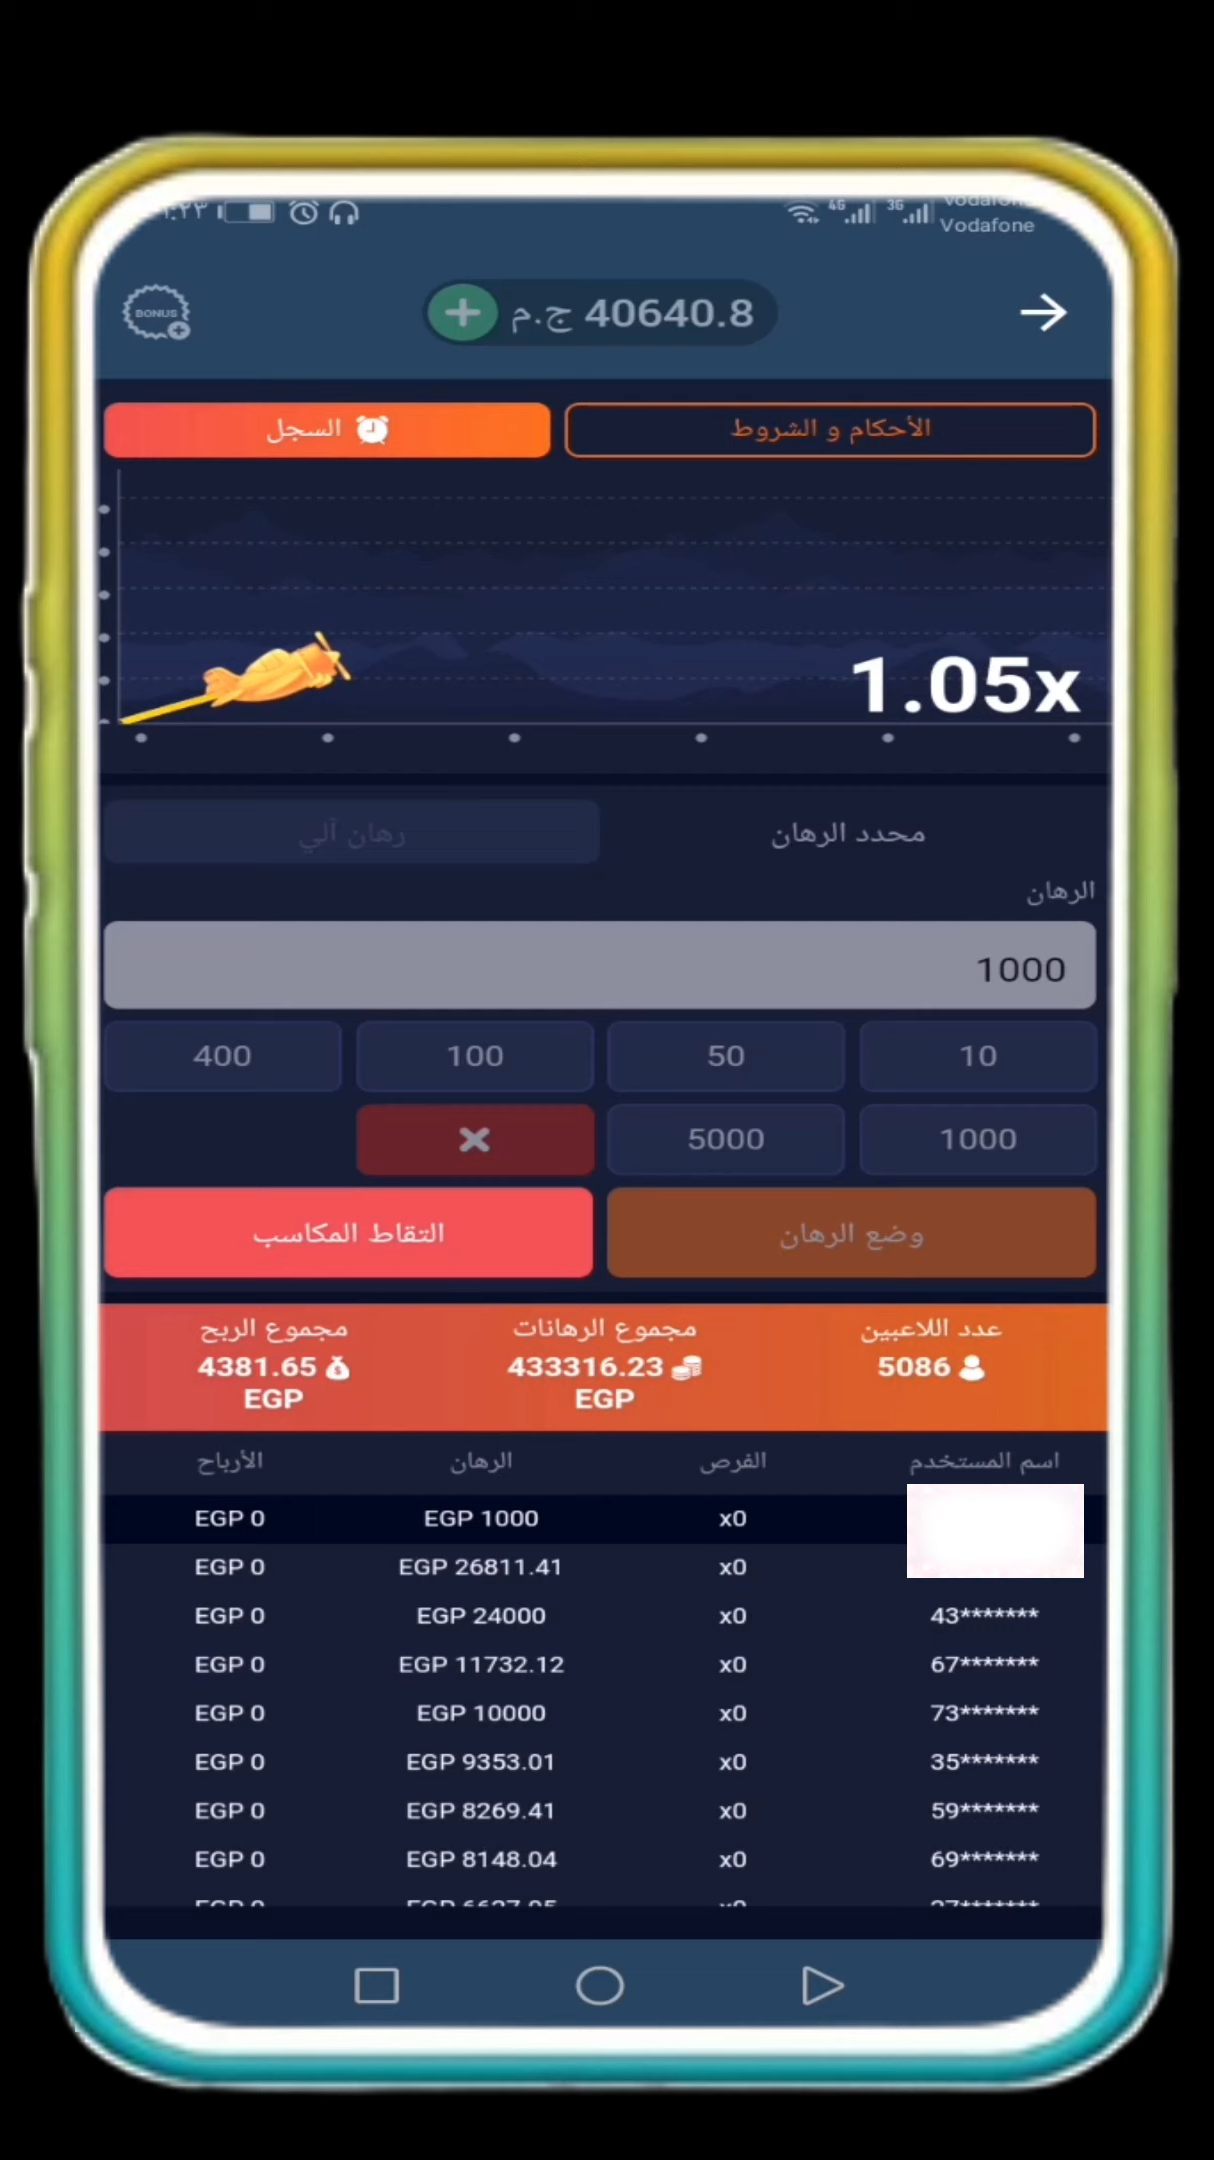 Vodafone
Vodafone
4G 3G
BONUS
40640.8 ج.م
الأحكام و الشروط
السجل
1.05x
محدد الرهان
رهان آلي
الرهان
1000
10 50 100 400
1000 5000
وضع الرهان
التقاط المكاسب
عدد اللاعبين مجموع الرهانات مجموع الربح
5086 433316.23 4381.65
EGP EGP
اسم المستخدم الفرص الرهان الأرباح
x0 EGP 1000 EGP 0
x0 EGP 26811.41 EGP 0
43******* x0 EGP 24000 EGP 0
67******* x0 EGP 11732.12 EGP 0
73******* x0 EGP 10000 EGP 0
35******* x0 EGP 9353.01 EGP 0
59******* x0 EGP 8269.41 EGP 0
69******* x0 EGP 8148.04 EGP 0